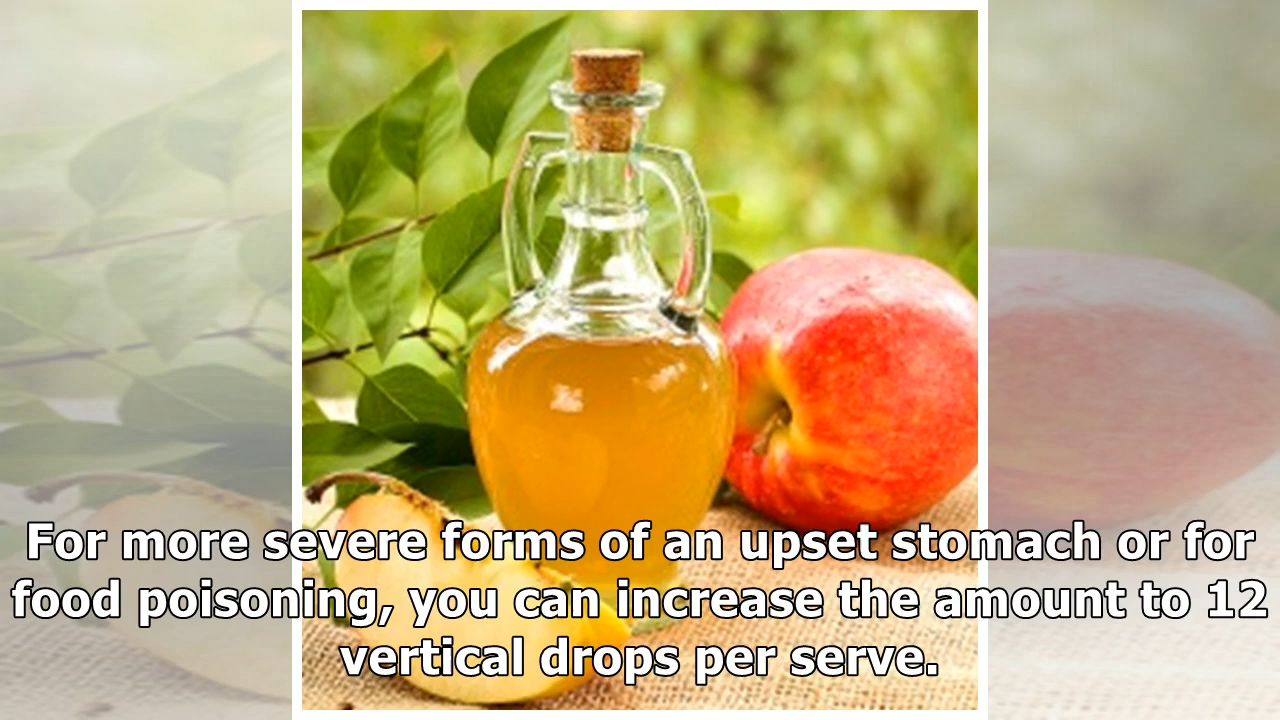 For more severe forms of an upset stomach or for
food poisoning, you can increase the amount to 12
vertical drops per serve.